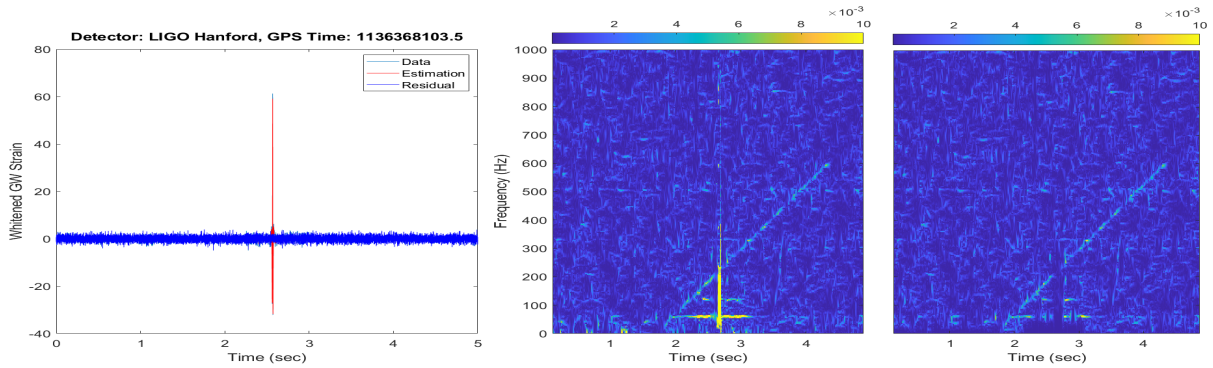 Detector: LIGO Hanford, GPS Time: 1136368103.5
Whitened GW Strain
80
60
40
20
0
-20
-40
0 1 2 3 4 5
Time (sec)
Data
Estimation
Residual
×10⁻³
2 4 6 8 10
Frequency (Hz)
1000
900
800
700
600
500
400
300
200
100
0
1 2 3 4
Time (sec)
×10⁻³
2 4 6 8 10
1 2 3 4
Time (sec)